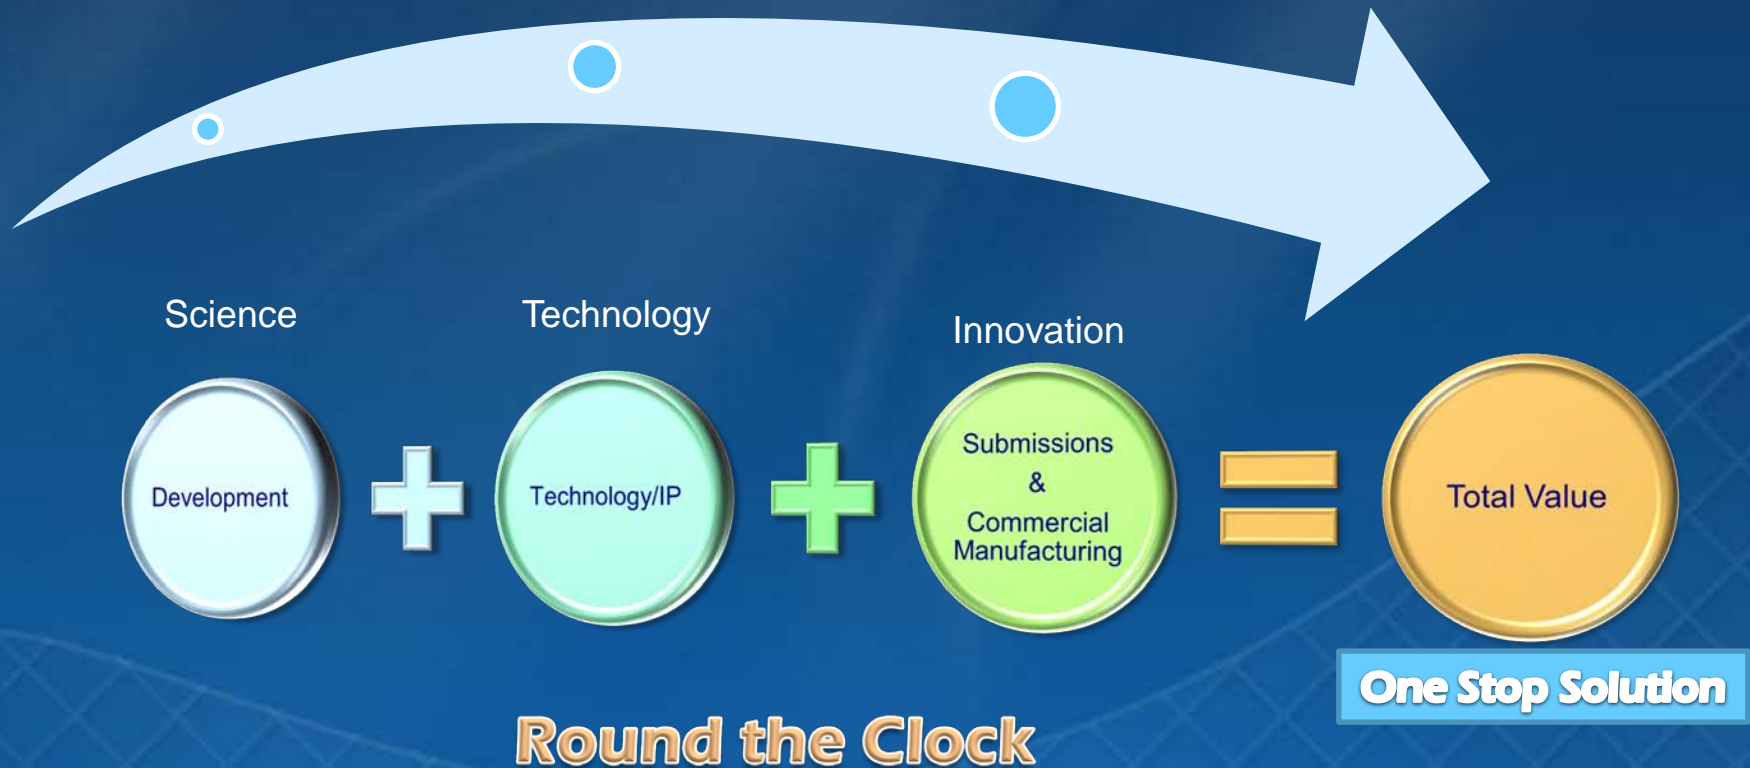 Science
Technology
Innovation
Development
Technology/IP
Submissions
&
Commercial
Manufacturing
Total Value
One Stop Solution
Round the Clock